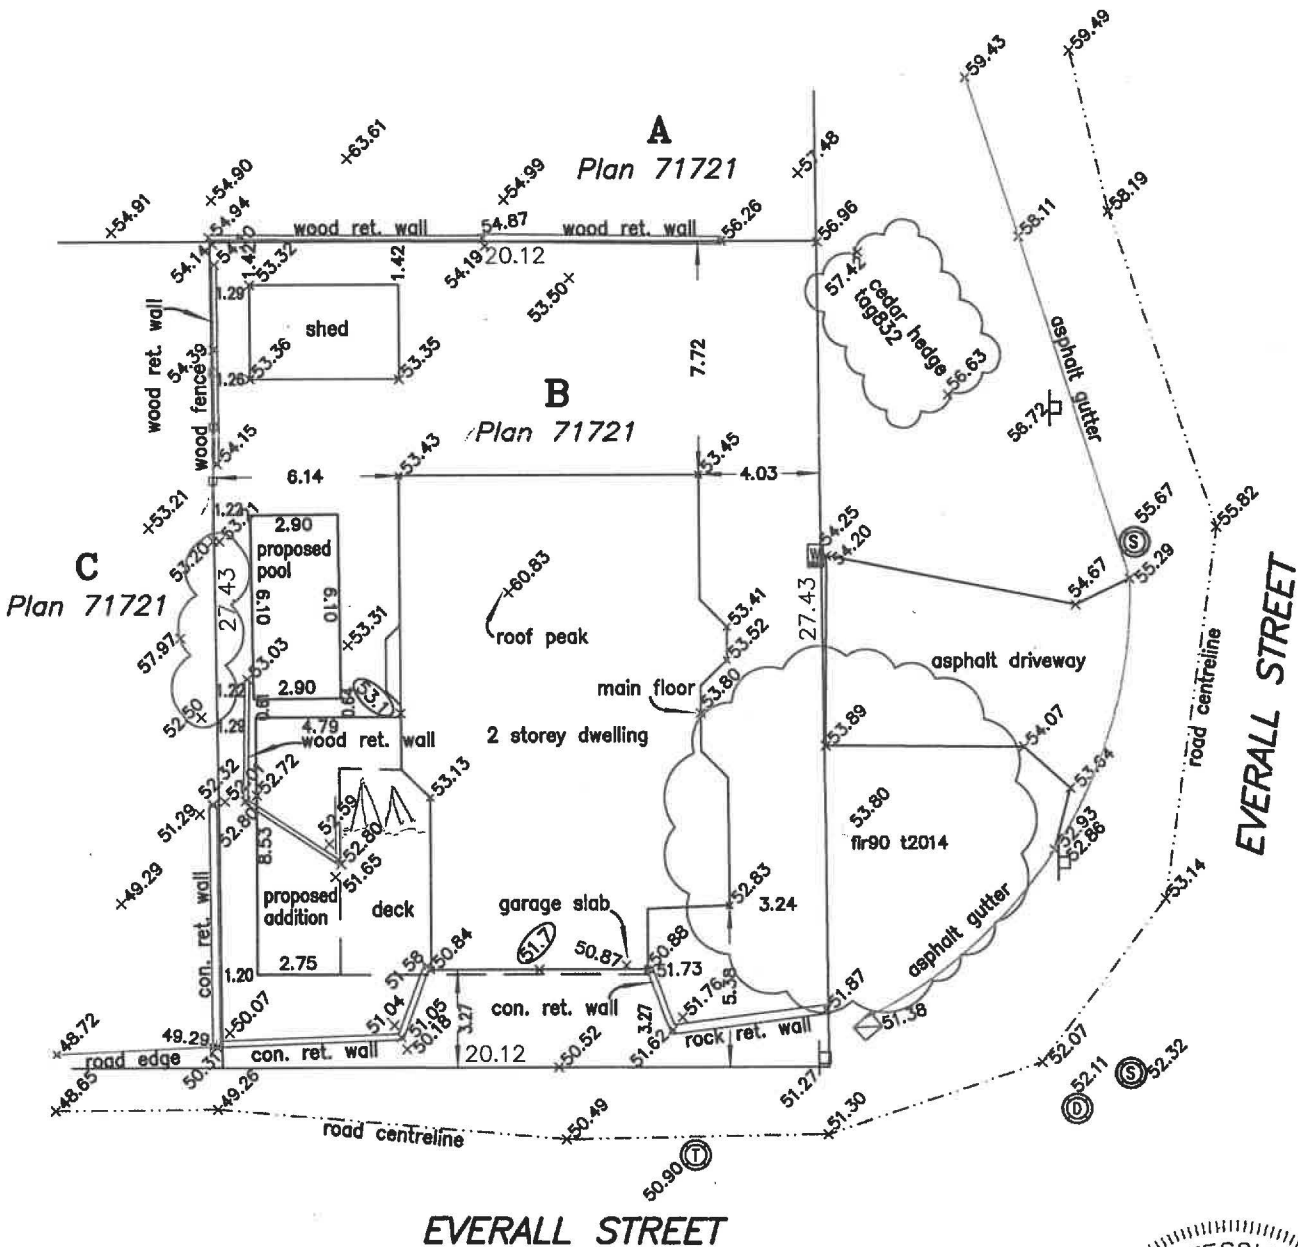 59.49
59.43
63.61
A
Plan 71721
57.48
54.90
54.99
54.91
58.19
54.94
wood ret. wall
54.87
wood ret. wall
56.26
56.96
58.11
54.14
1.42
53.32
1.42
54.19
20.12
53.50
57.42
cedar hedge
tag832
1.29
shed
wood ret. wall
54.39
53.36
53.35
1.26
7.72
56.63
asphalt gutter
58.72
B
Plan 71721
wood fence
54.15
53.43
53.45
6.14
4.03
53.21
1.22
2.90
proposed
pool
54.25
54.20
W
55.67
S
55.82
55.29
53.20
C
Plan 71721
27.43
6.10
6.10
60.83
27.43
54.67
53.41
roof peak
53.31
53.52
57.97
53.03
asphalt driveway
road centreline
EVERALL STREET
main floor
53.80
1.22
2.90
0.64
53.1
52.50
1.28
4.79
wood ret. wall
2 storey dwelling
53.89
54.07
52.32
52.72
53.13
51.29
52.80
52.59
52.80
53.80
8.53
51.65
52.93
52.86
49.29
53.14
52.83
3.24
proposed
addition
deck
garage slab
con. ret. wall
asphalt gutter
51.7
50.87
50.88
51.58
50.84
1.20
2.75
51.73
51.87
51.76
5.38
con. ret. wall
50.07
51.04
51.05
3.27
3.27
51.38
48.72
49.29
road edge
con. ret. wall
50.18
20.12
50.52
51.62
rock ret. wall
50.31
51.27
52.07
52.11
S
52.32
48.65
49.26
D
road centreline
50.49
51.30
T
50.90
EVERALL STREET